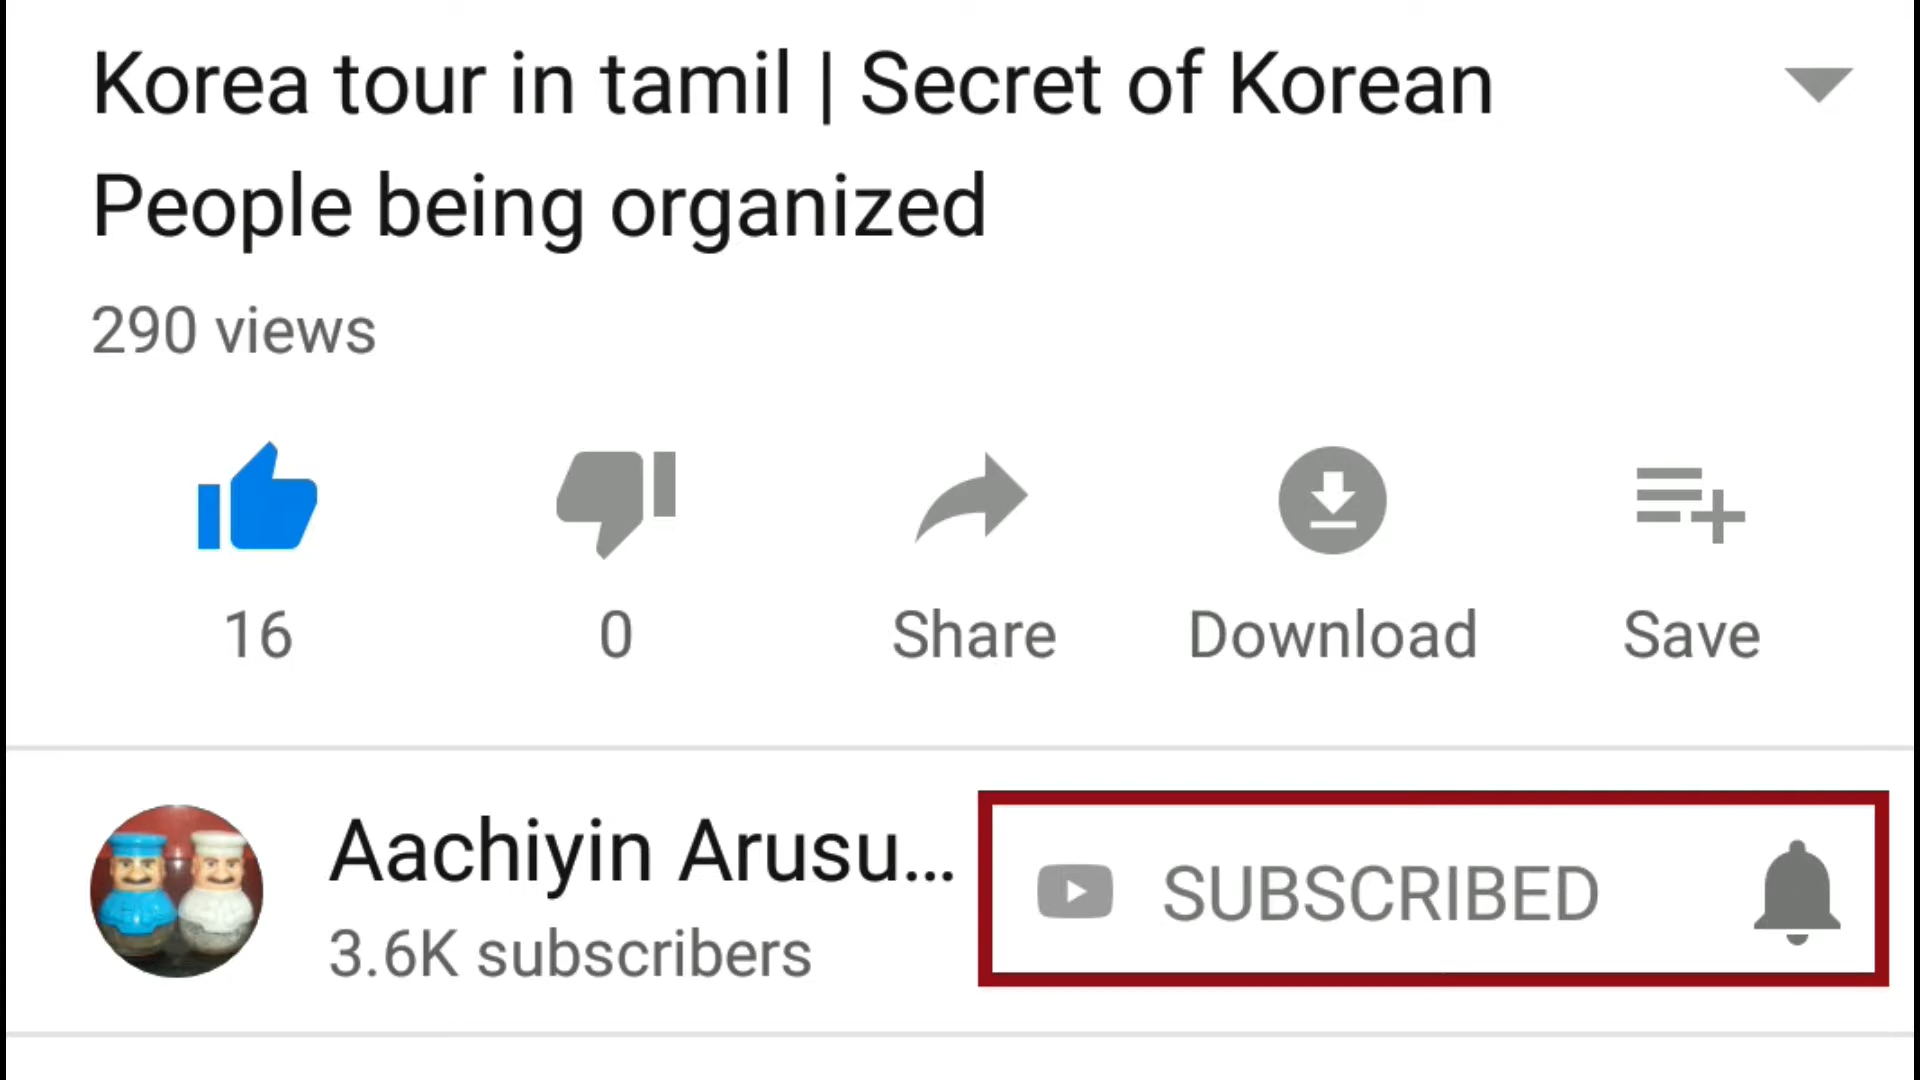 Korea tour in tamil | Secret of Korean
People being organized
290 views
16
0
Share
Download
Save
Aachiyin Arusu...
3.6K subscribers
SUBSCRIBED